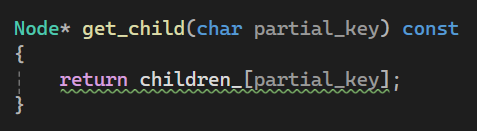 Node* get_child(char partial_key) const
{
    return children_[partial_key];
}